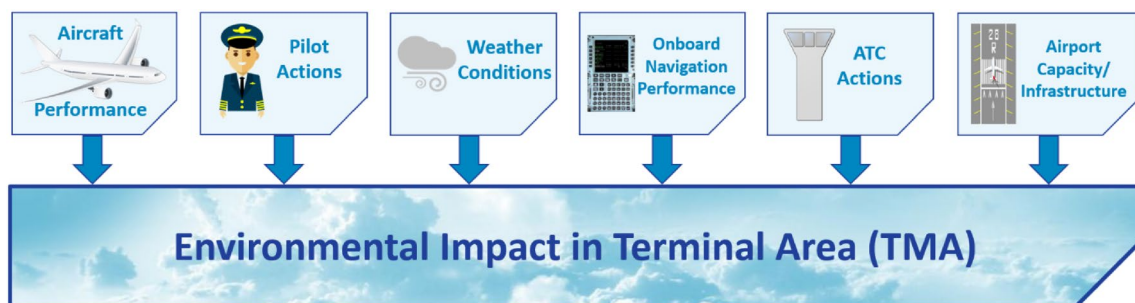 Aircraft
Performance
Pilot
Actions
Weather
Conditions
Onboard
Navigation
Performance
ATC
Actions
28
R
Airport
Capacity/
Infrastructure
Environmental Impact in Terminal Area (TMA)